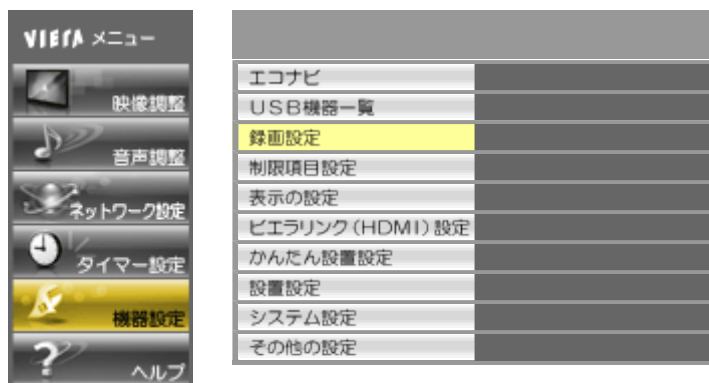 VIERA メニュー
映像調整
音声調整
ネットワーク設定
タイマー設定
機器設定
ヘルプ
エコナビ
USB機器一覧
録画設定
制限項目設定
表示の設定
ビエラリンク(HDMI)設定
かんたん設置設定
設置設定
システム設定
その他の設定